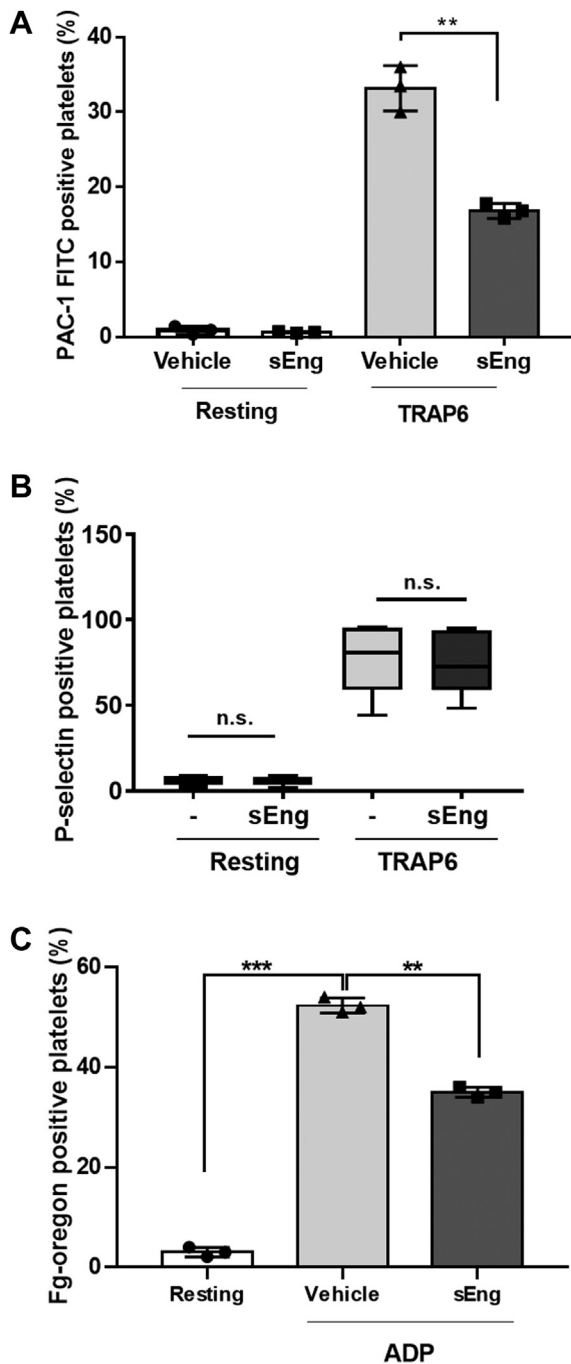 A
PAC-1 FITC positive platelets (%)
40
30
20
10
0
**
Vehicle sEng Vehicle sEng
Resting TRAP6
B
P-selectin positive platelets (%)
150
100
50
0
n.s.
n.s.
- sEng - sEng
Resting TRAP6
C
Fg-oregon positive platelets (%)
60
40
20
0
*** **
Resting Vehicle sEng
ADP